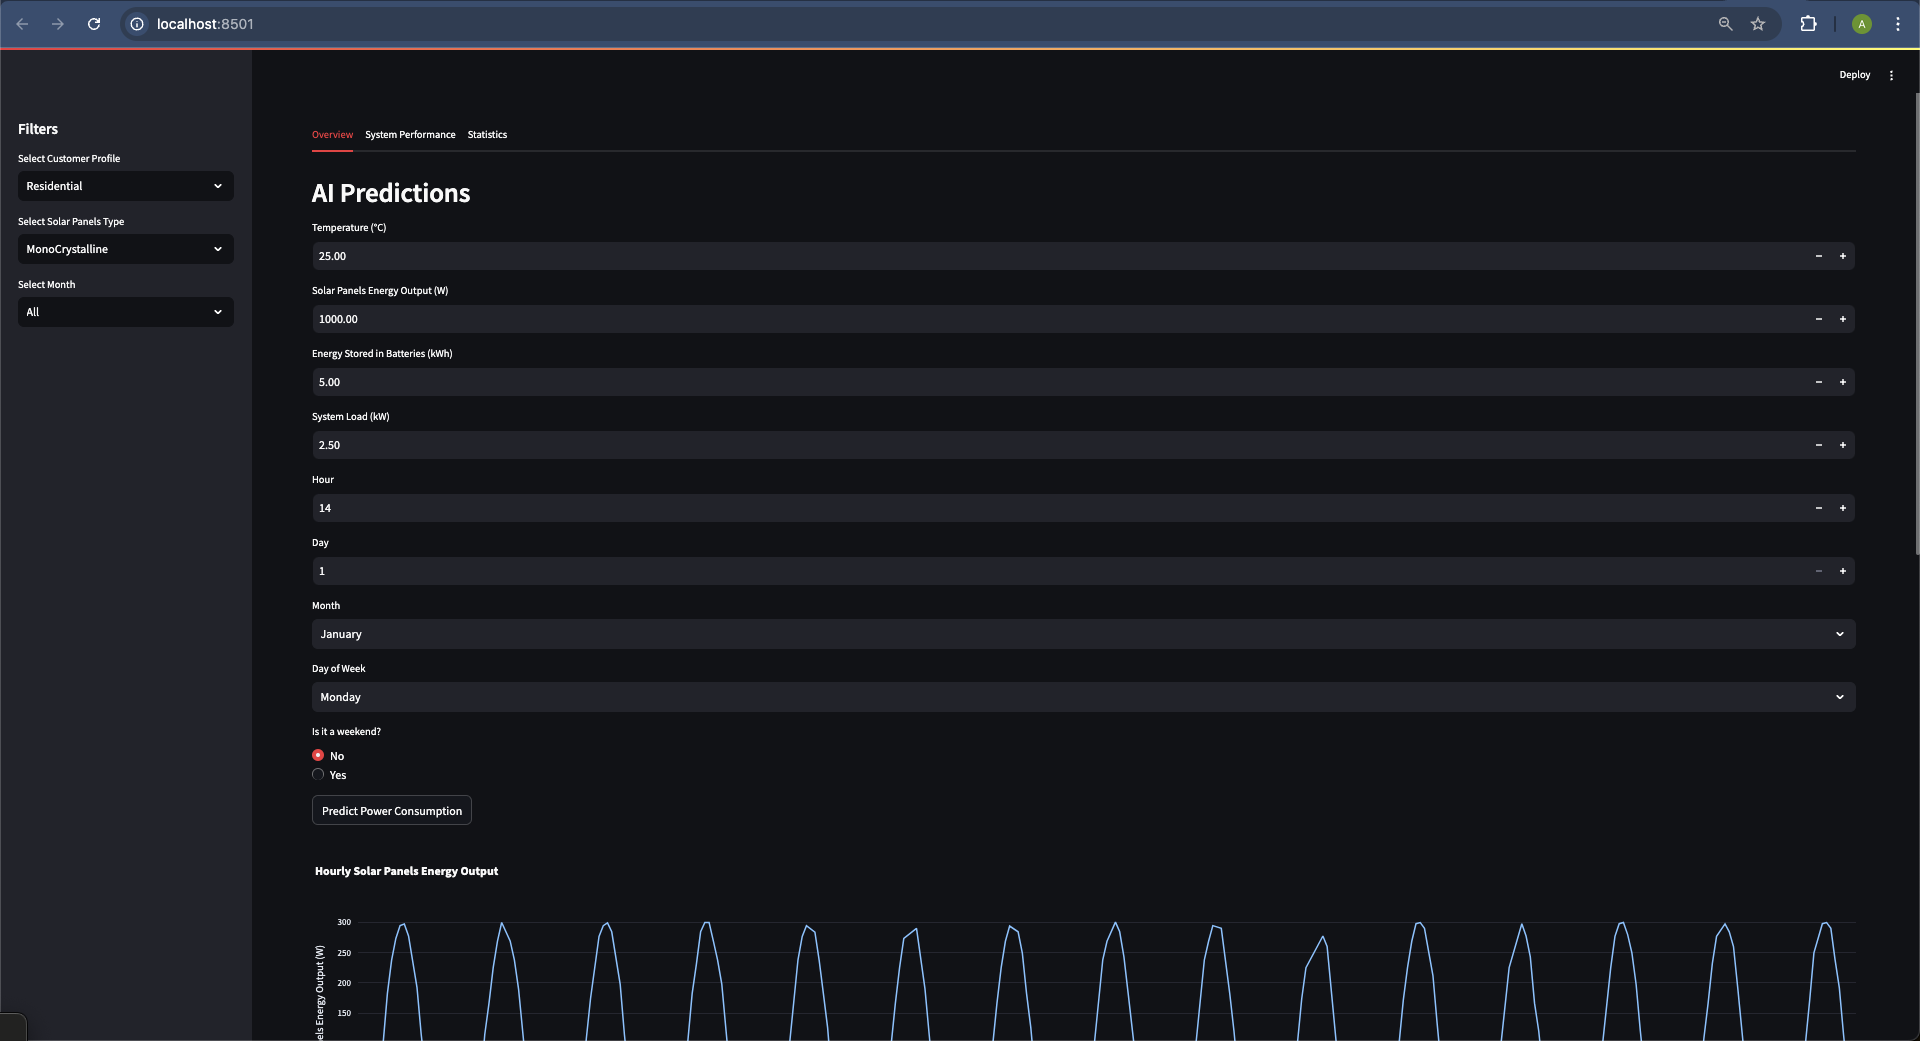 localhost:8501
A
Deploy
Filters
Select Customer Profile
Residential
Select Solar Panels Type
MonoCrystalline
Select Month
All
Overview System Performance Statistics
AI Predictions
Temperature (°C)
25.00
Solar Panels Energy Output (W)
1000.00
Energy Stored in Batteries (kWh)
5.00
System Load (kW)
2.50
Hour
14
Day
1
Month
January
Day of Week
Monday
Is it a weekend?
No
Yes
Predict Power Consumption
Hourly Solar Panels Energy Output
300
250
200
150
els Energy Output (W)